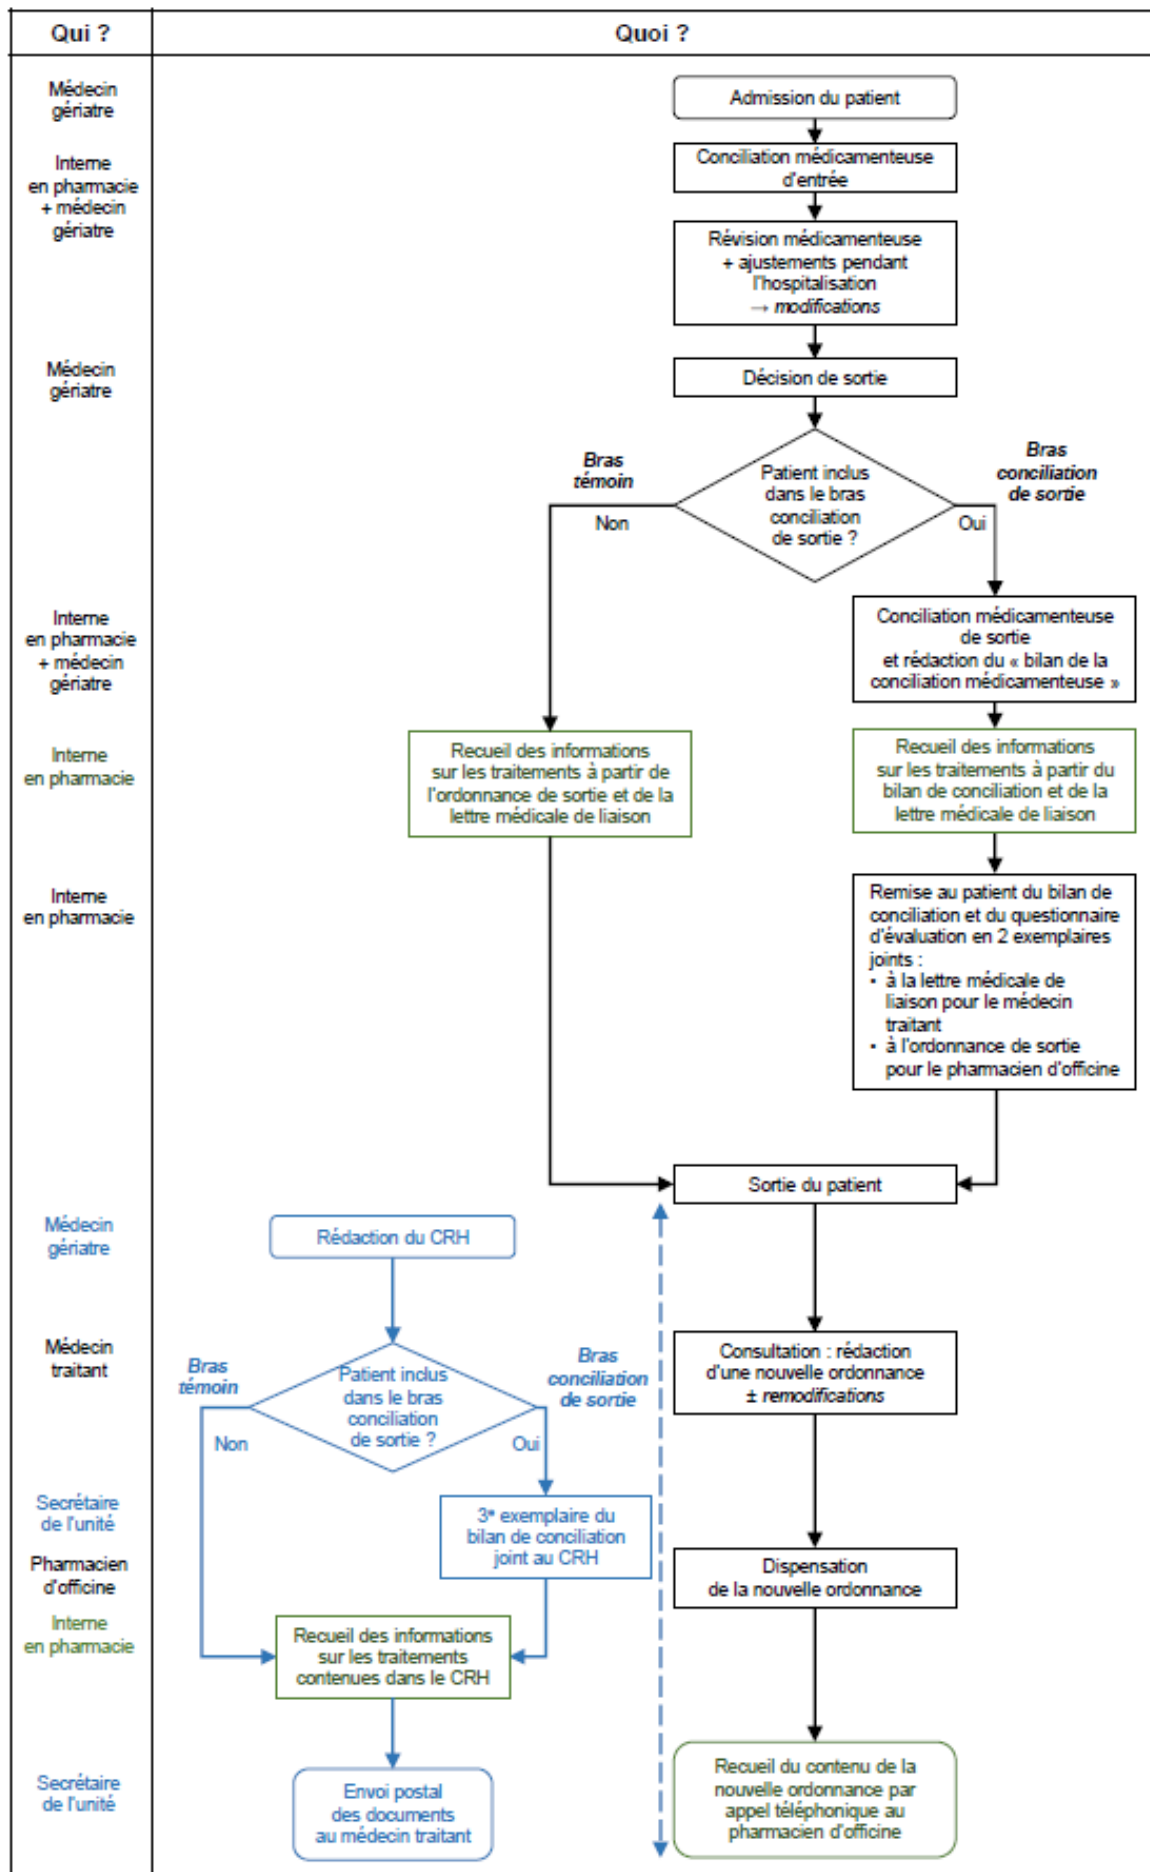 Qui ?
Quoi ?
Médecin
gériatre
Admission du patient
Interne
en pharmacie
+ médecin
gériatre
Conciliation médicamenteuse
d'entrée
Révision médicamenteuse
+ ajustements pendant
l'hospitalisation
→ modifications
Médecin
gériatre
Décision de sortie
Bras
témoin
Patient inclus
dans le bras
conciliation
de sortie ?
Bras
conciliation
de sortie
Non
Oui
Interne
en pharmacie
+ médecin
gériatre
Conciliation médicamenteuse
de sortie
et rédaction du « bilan de la
conciliation médicamenteuse »
Interne
en pharmacie
Recueil des informations
sur les traitements à partir de
l'ordonnance de sortie et de la
lettre médicale de liaison
Recueil des informations
sur les traitements à partir du
bilan de conciliation et de la
lettre médicale de liaison
Interne
en pharmacie
Remise au patient du bilan de
conciliation et du questionnaire
d'évaluation en 2 exemplaires
joints :
▪ à la lettre médicale de
liaison pour le médecin
traitant
▪ à l'ordonnance de sortie
pour le pharmacien d'officine
Sortie du patient
Médecin
gériatre
Rédaction du CRH
Médecin
traitant
Bras
témoin
Patient inclus
dans le bras
conciliation
de sortie ?
Bras
conciliation
de sortie
Non
Oui
Consultation : rédaction
d'une nouvelle ordonnance
± remodifications
Secrétaire
de l'unité
3e exemplaire du
bilan de conciliation
joint au CRH
Pharmacien
d'officine
Dispensation
de la nouvelle ordonnance
Interne
en pharmacie
Recueil des informations
sur les traitements
contenues dans le CRH
Secrétaire
de l'unité
Envoi postal
des documents
au médecin traitant
Recueil du contenu de la
nouvelle ordonnance par
appel téléphonique au
pharmacien d'officine